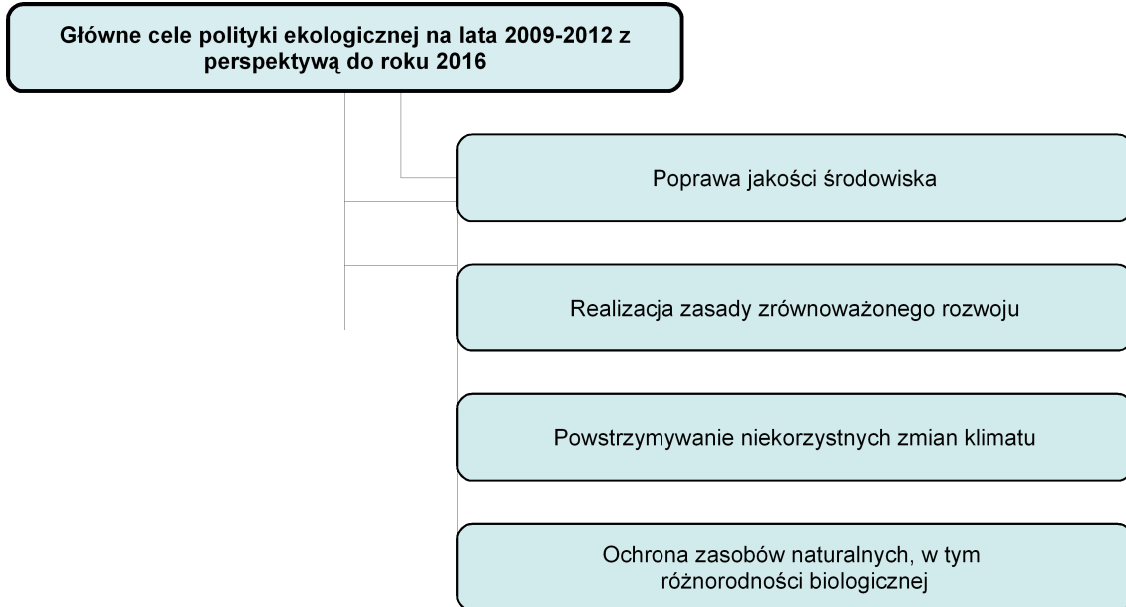 Główne cele polityki ekologicznej na lata 2009-2012 z
perspektywą do roku 2016
Poprawa jakości środowiska
Realizacja zasady zrównoważonego rozwoju
Powstrzymywanie niekorzystnych zmian klimatu
Ochrona zasobów naturalnych, w tym
różnorodności biologicznej